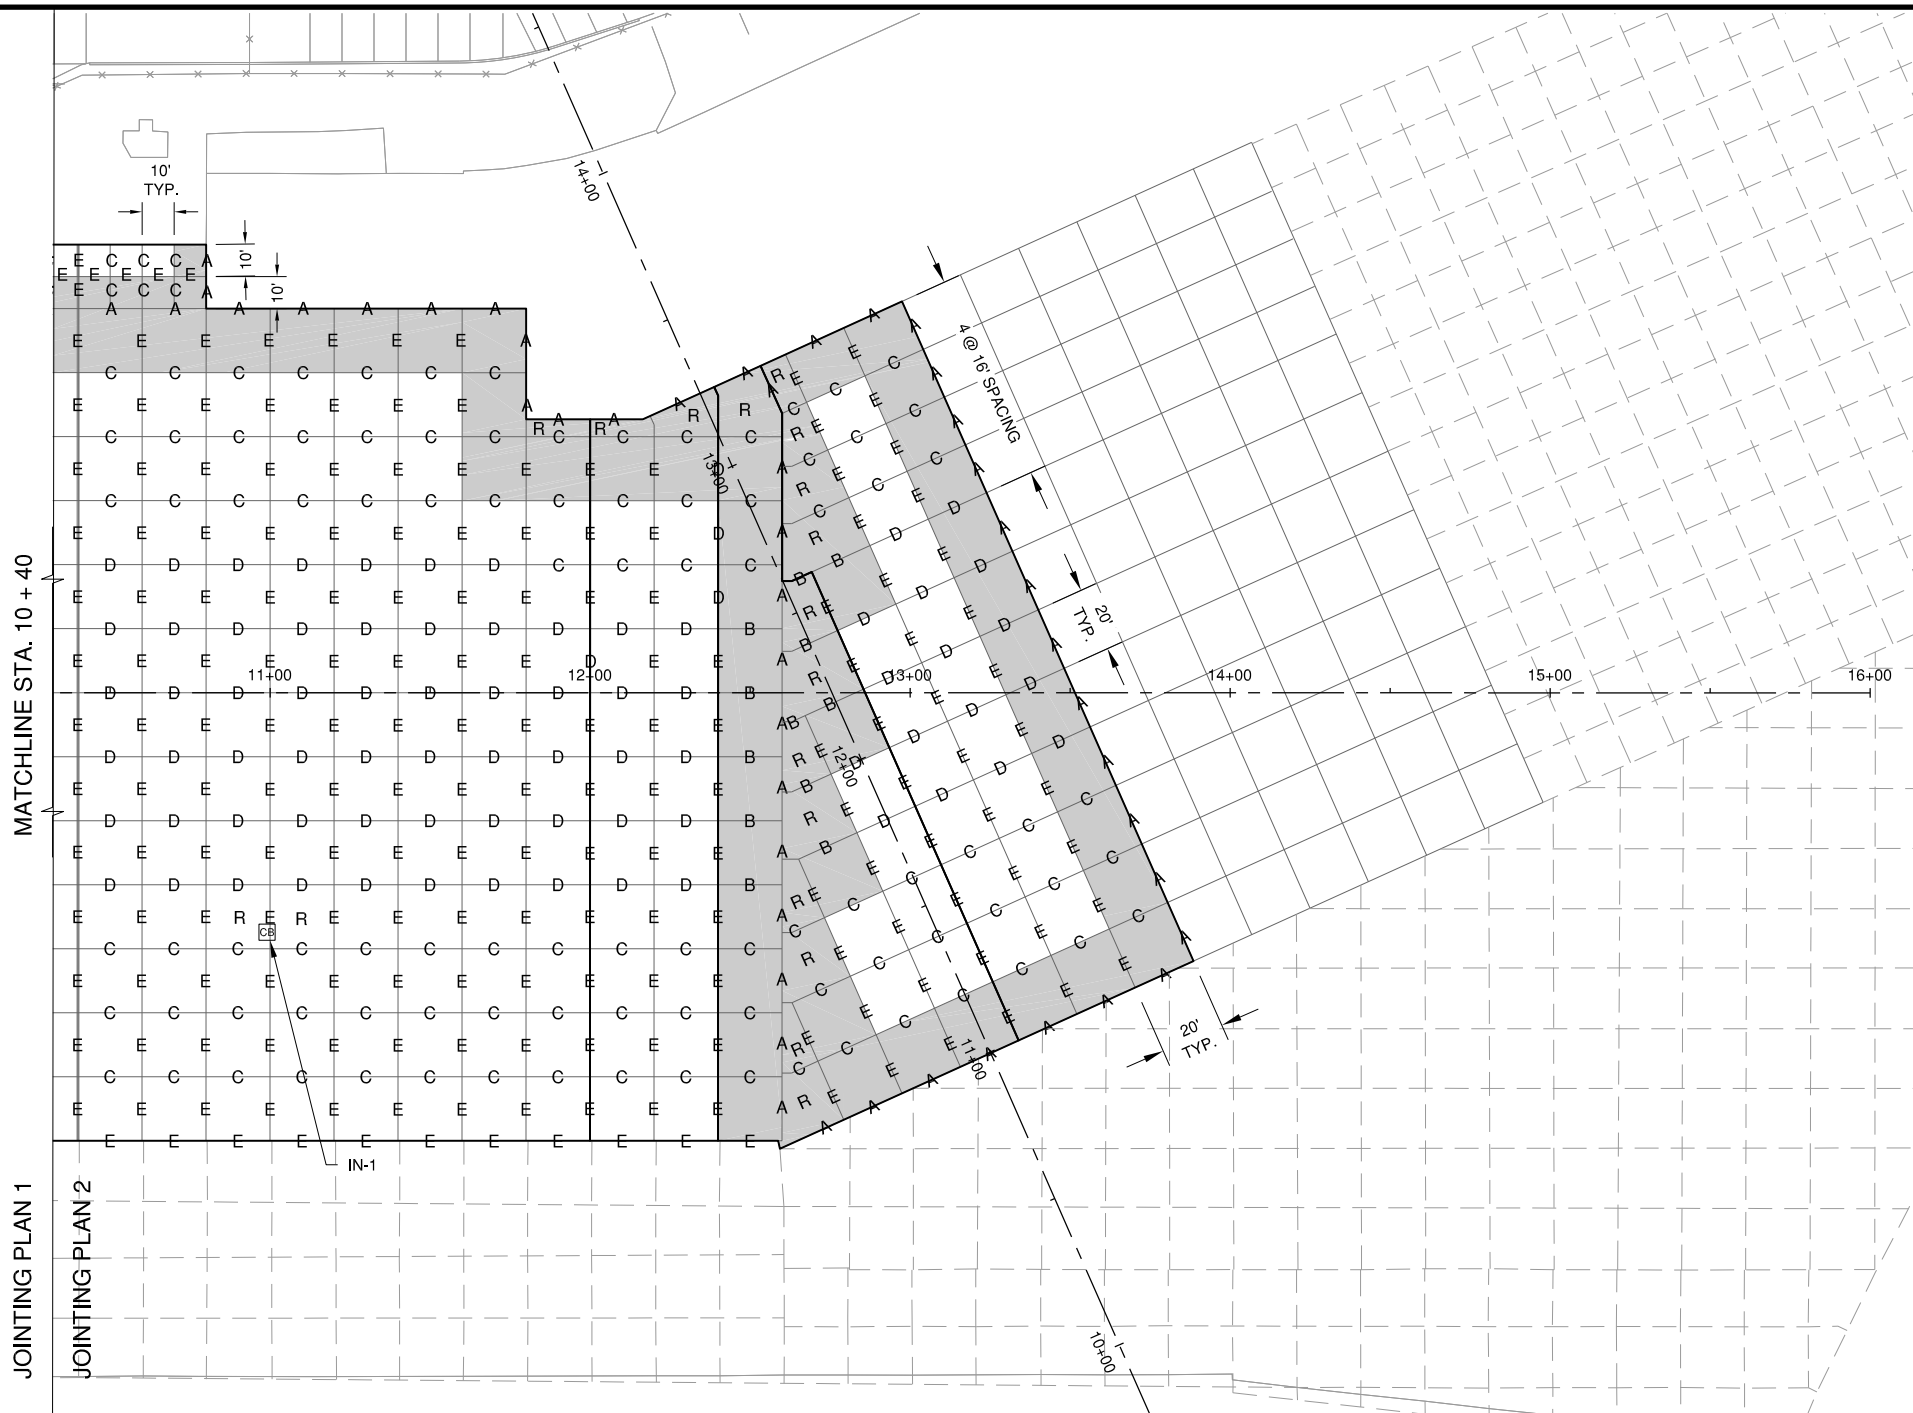 14+00
10'
TYP.
10'
10'
E C C C A
E E E E E
E C C C A
A A A A A A A
E E E E E E E A
C C C C C C C
E E E E E E E A
R A R A
C C C C C C C C C C C
E E E E E E E E E D A
C C C C C C C C C C C
E E E E E E E E E E D A
D D D D D D D C C C C
E E E E E E E E E E D A
D D D D D D D D D D B
E E E E E E E E D E E A
11+00 12+00 13+00 14+00 15+00 16+00
D D D D D D D D D D B
E E E E E E E E E E E A
D D D D D D D D D D B
E E E E E E E E E E E A
D D D D D D D D D D B
E E E E E E E E E E E A
D D D D D D D D D D B
E E E R E R E E E E E E E A
CB
C C C C C C C C C C C
E E E E E E E E E E E A
C C C C C C C C C C C
E E E E E E E E E E E A
C C C C C C C C C C C
E E E E E E E E E E E A
E E E E E E E E E E E
IN-1
4 @ 16' SPACING
13+00
20'
TYP.
12+00
11+00
20'
TYP.
10+00
MATCHLINE STA. 10 + 40
JOINTING PLAN 1
JOINTING PLAN 2